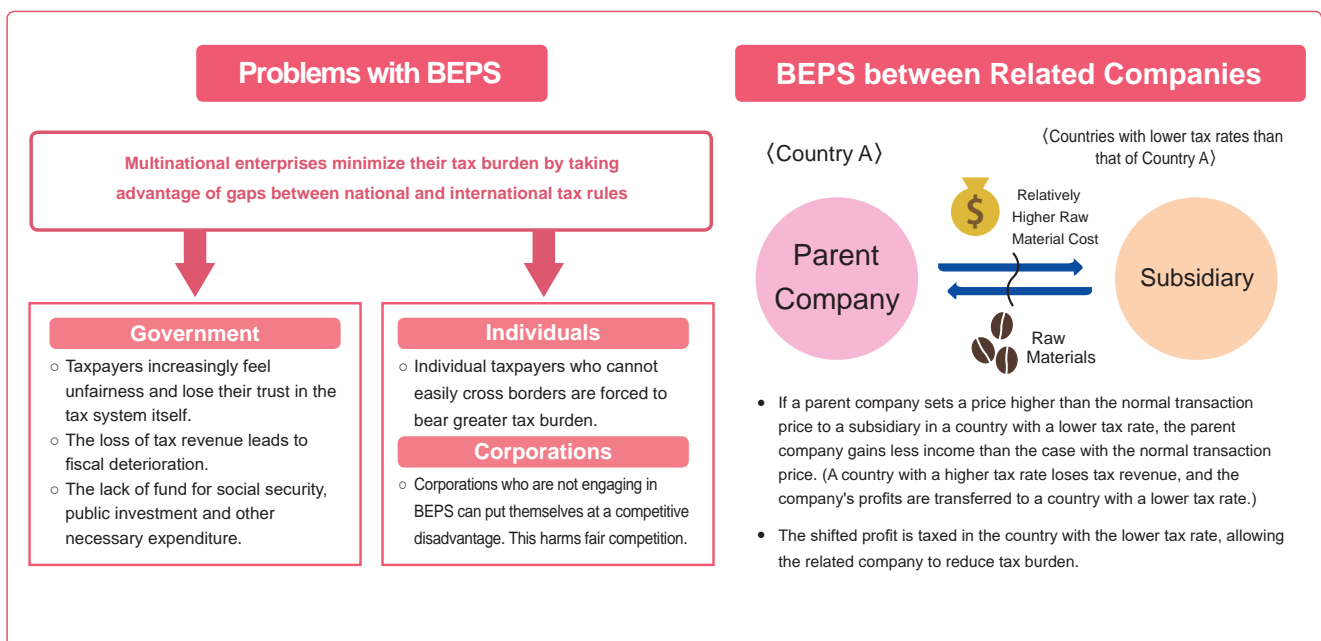 Problems with BEPS
Multinational enterprises minimize their tax burden by taking
advantage of gaps between national and international tax rules
Government
○ Taxpayers increasingly feel
unfairness and lose their trust in the
tax system itself.
○ The loss of tax revenue leads to
fiscal deterioration.
○ The lack of fund for social security,
public investment and other
necessary expenditure.
Individuals
○ Individual taxpayers who cannot
easily cross borders are forced to
bear greater tax burden.
Corporations
○ Corporations who are not engaging in
BEPS can put themselves at a competitive
disadvantage. This harms fair competition.
BEPS between Related Companies
〈Country A〉
〈Countries with lower tax rates than
that of Country A〉
$
Relatively
Higher Raw
Material Cost
Parent
Company
Subsidiary
Raw
Materials
• If a parent company sets a price higher than the normal transaction
price to a subsidiary in a country with a lower tax rate, the parent
company gains less income than the case with the normal transaction
price. (A country with a higher tax rate loses tax revenue, and the
company's profits are transferred to a country with a lower tax rate.)
• The shifted profit is taxed in the country with the lower tax rate, allowing
the related company to reduce tax burden.